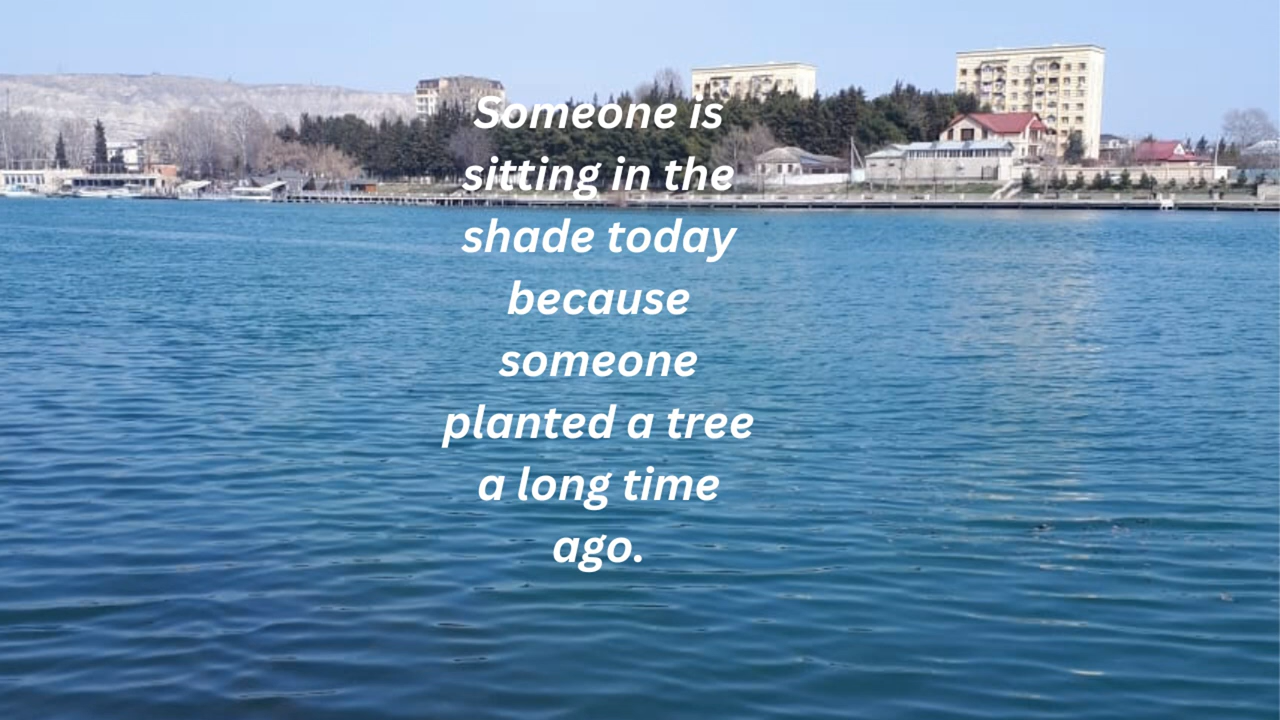 Someone is
sitting in the
shade today
because
someone
planted a tree
a long time
ago.